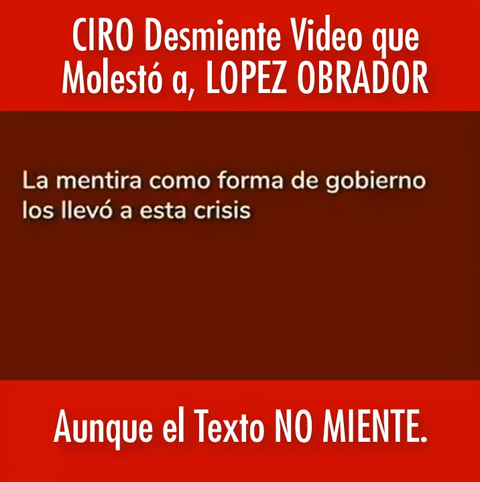 CIRO Desmiente Video que
Molestó a, LOPEZ OBRADOR
La mentira como forma de gobierno
los llevó a esta crisis
Aunque el Texto NO MIENTE.